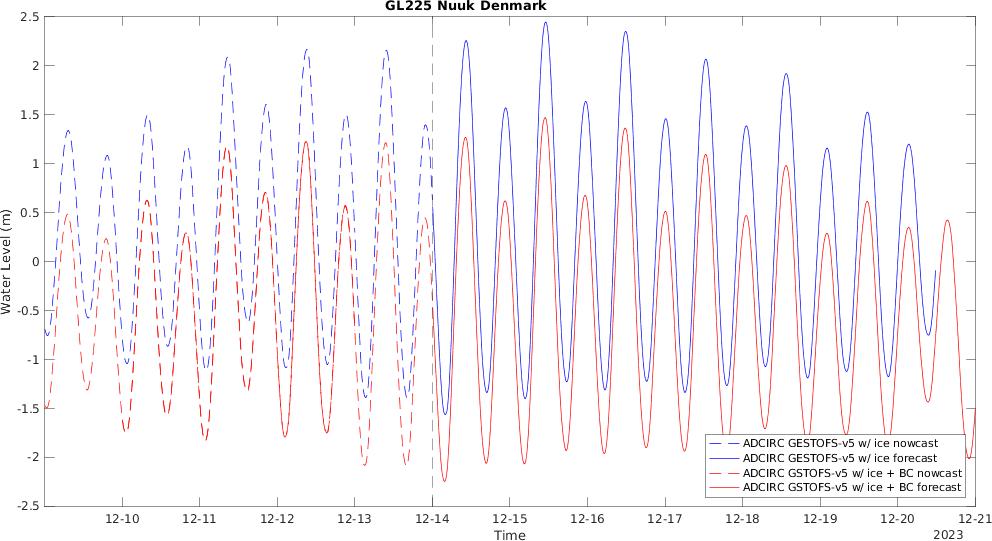 GL225 Nuuk Denmark
2.5
2
1.5
1
0.5
0
-0.5
-1
-1.5
-2
-2.5
Water Level (m)
12-10 12-11 12-12 12-13 12-14 12-15 12-16 12-17 12-18 12-19 12-20 12-21
Time
2023
ADCIRC GESTOFS-v5 w/ ice nowcast
ADCIRC GESTOFS-v5 w/ ice forecast
ADCIRC GSTOFS-v5 w/ ice + BC nowcast
ADCIRC GSTOFS-v5 w/ ice + BC forecast